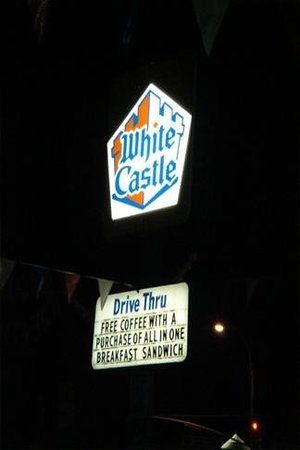 White
Castle
Drive Thru
FREE COFFEE WITH A
PURCHASE OF ALL IN ONE
BREAKFAST SANDWICH